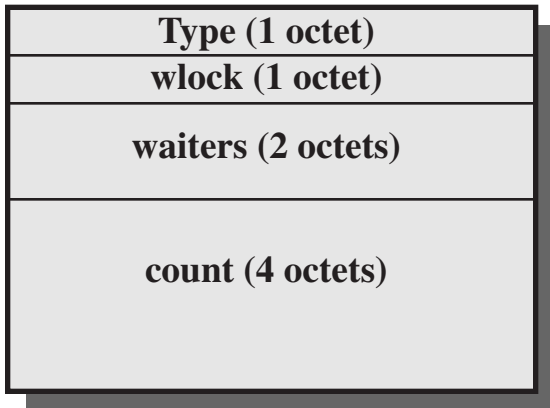 Type (1 octet)
wlock (1 octet)
waiters (2 octets)
count (4 octets)